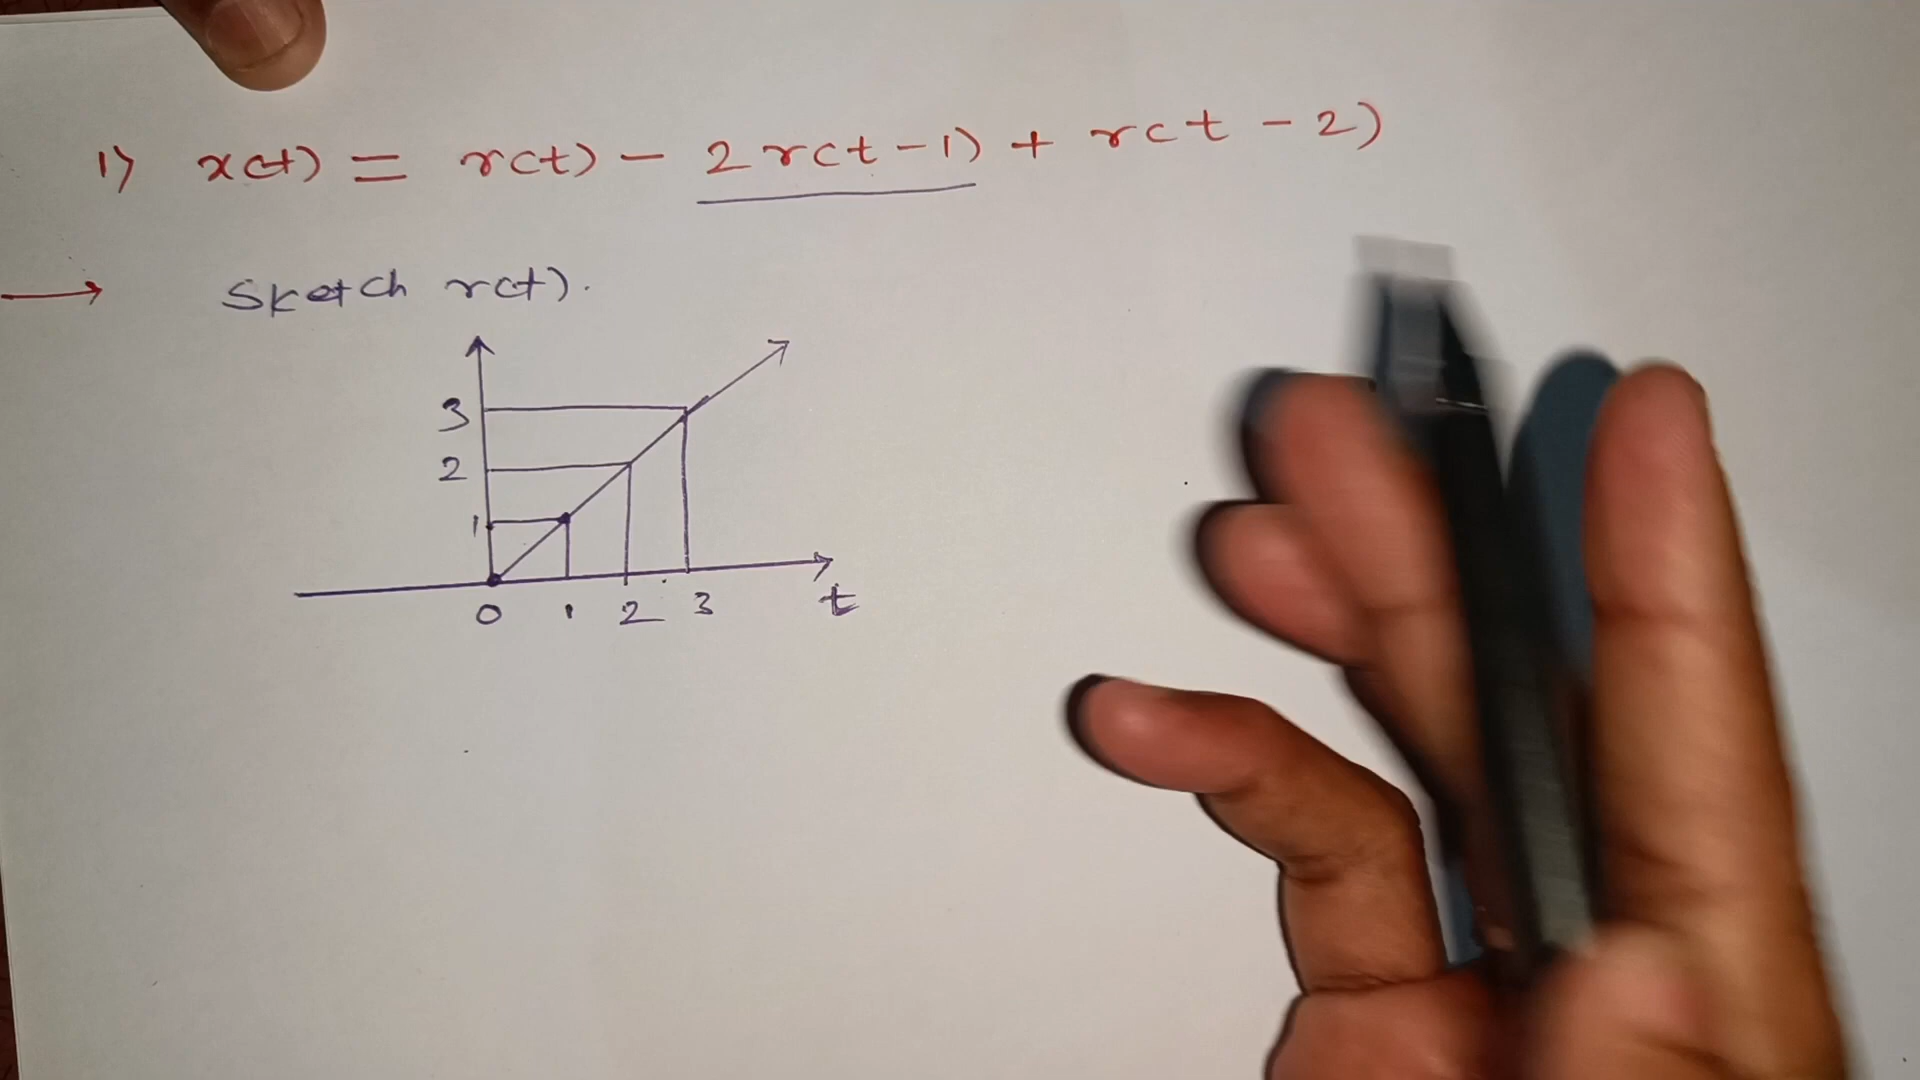 1) x(t) = r(t) - 2r(t-1) + r(t-2)
Sketch r(t).
3
2
1
0 1 2 3 t